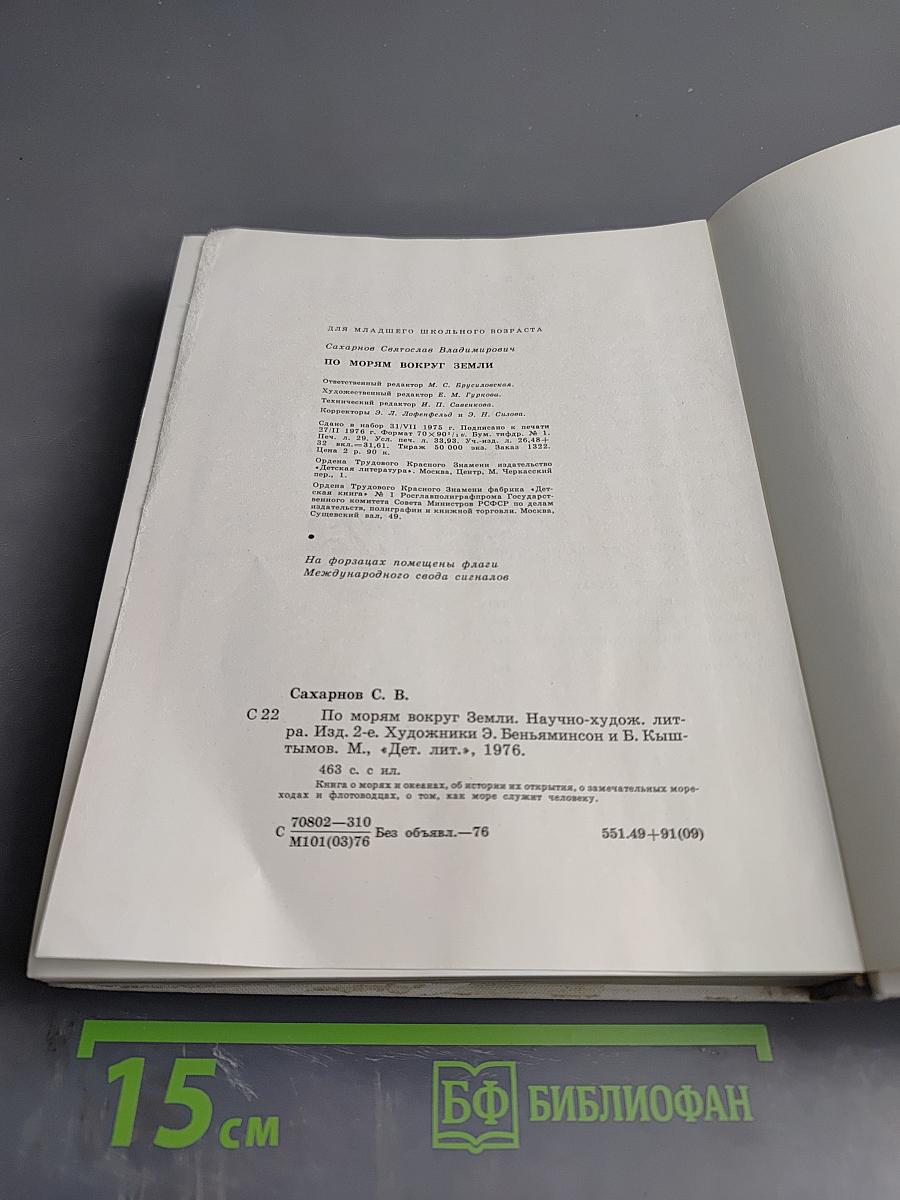 ДЛЯ МЛАДШЕГО ШКОЛЬНОГО ВОЗРАСТА
Сахарнов Святослав Владимирович
ПО МОРЯМ ВОКРУГ ЗЕМЛИ
Ответственный редактор М. С. Брусиловская.
Художественный редактор Е. М. Гуркова.
Технический редактор И. П. Савенкова.
Корректоры Э. Л. Лофенфельд и Э. Н. Сизова.
Сдано в набор 31/VII 1975 г. Подписано к печати
27/II 1976 г. Формат 70×90¹/₁₆. Бум. тифдр. № 1.
Печ. л. 29. Усл. печ. л. 33,93. Уч.-изд. л. 26,48+
32 вкл.=31,61. Тираж 50 000 экз. Заказ 1322.
Цена 2 р. 90 к.
Ордена Трудового Красного Знамени издательство
«Детская литература». Москва, Центр, М. Черкасский
пер., 1.
Ордена Трудового Красного Знамени фабрика «Дет-
ская книга» № 1 Росглавполиграфпрома Государст-
венного комитета Совета Министров РСФСР по делам
издательств, полиграфии и книжной торговли. Москва,
Сущевский вал, 49.
•
На форзацах помещены флаги
Международного свода сигналов
Сахарнов С. В.
С 22 По морям вокруг Земли. Научно-худож. лит-
ра. Изд. 2-е. Художники Э. Беньяминсон и Б. Кыш-
тымов. М., «Дет. лит.», 1976.
463 с. с ил.
Книга о морях и океанах, об истории их открытия, о замечательных море-
ходах и флотоводцах, о том, как море служит человеку.
С 70802—310
М101(03)76 Без объявл.—76 551.49+91(09)
15 см
БФ БИБЛИОФАН